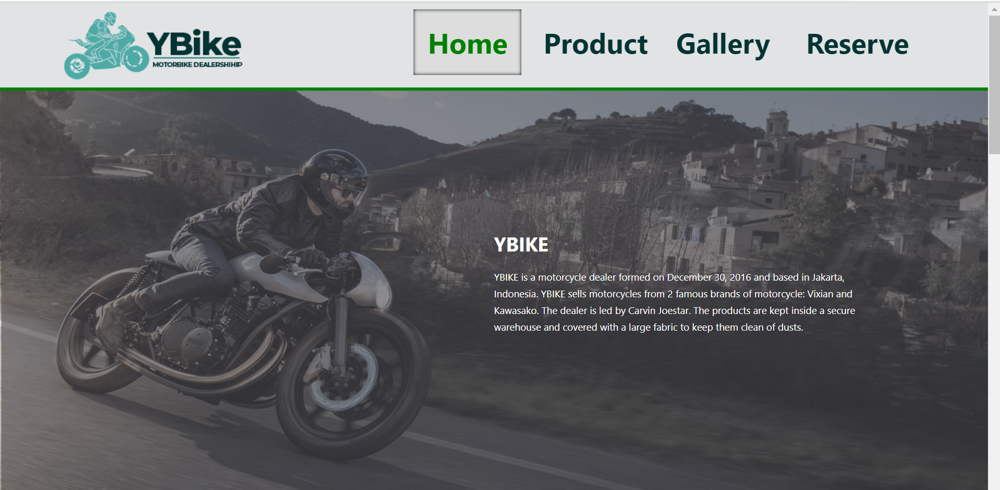 YBike
MOTORBIKE DEALERSHIHIP
Home Product Gallery Reserve
YBIKE
YBIKE is a motorcycle dealer formed on December 30, 2016 and based in Jakarta,
Indonesia. YBIKE sells motorcycles from 2 famous brands of motorcycle: Vixian and
Kawasako. The dealer is led by Carvin Joestar. The products are kept inside a secure
warehouse and covered with a large fabric to keep them clean of dusts.
YAMAHA